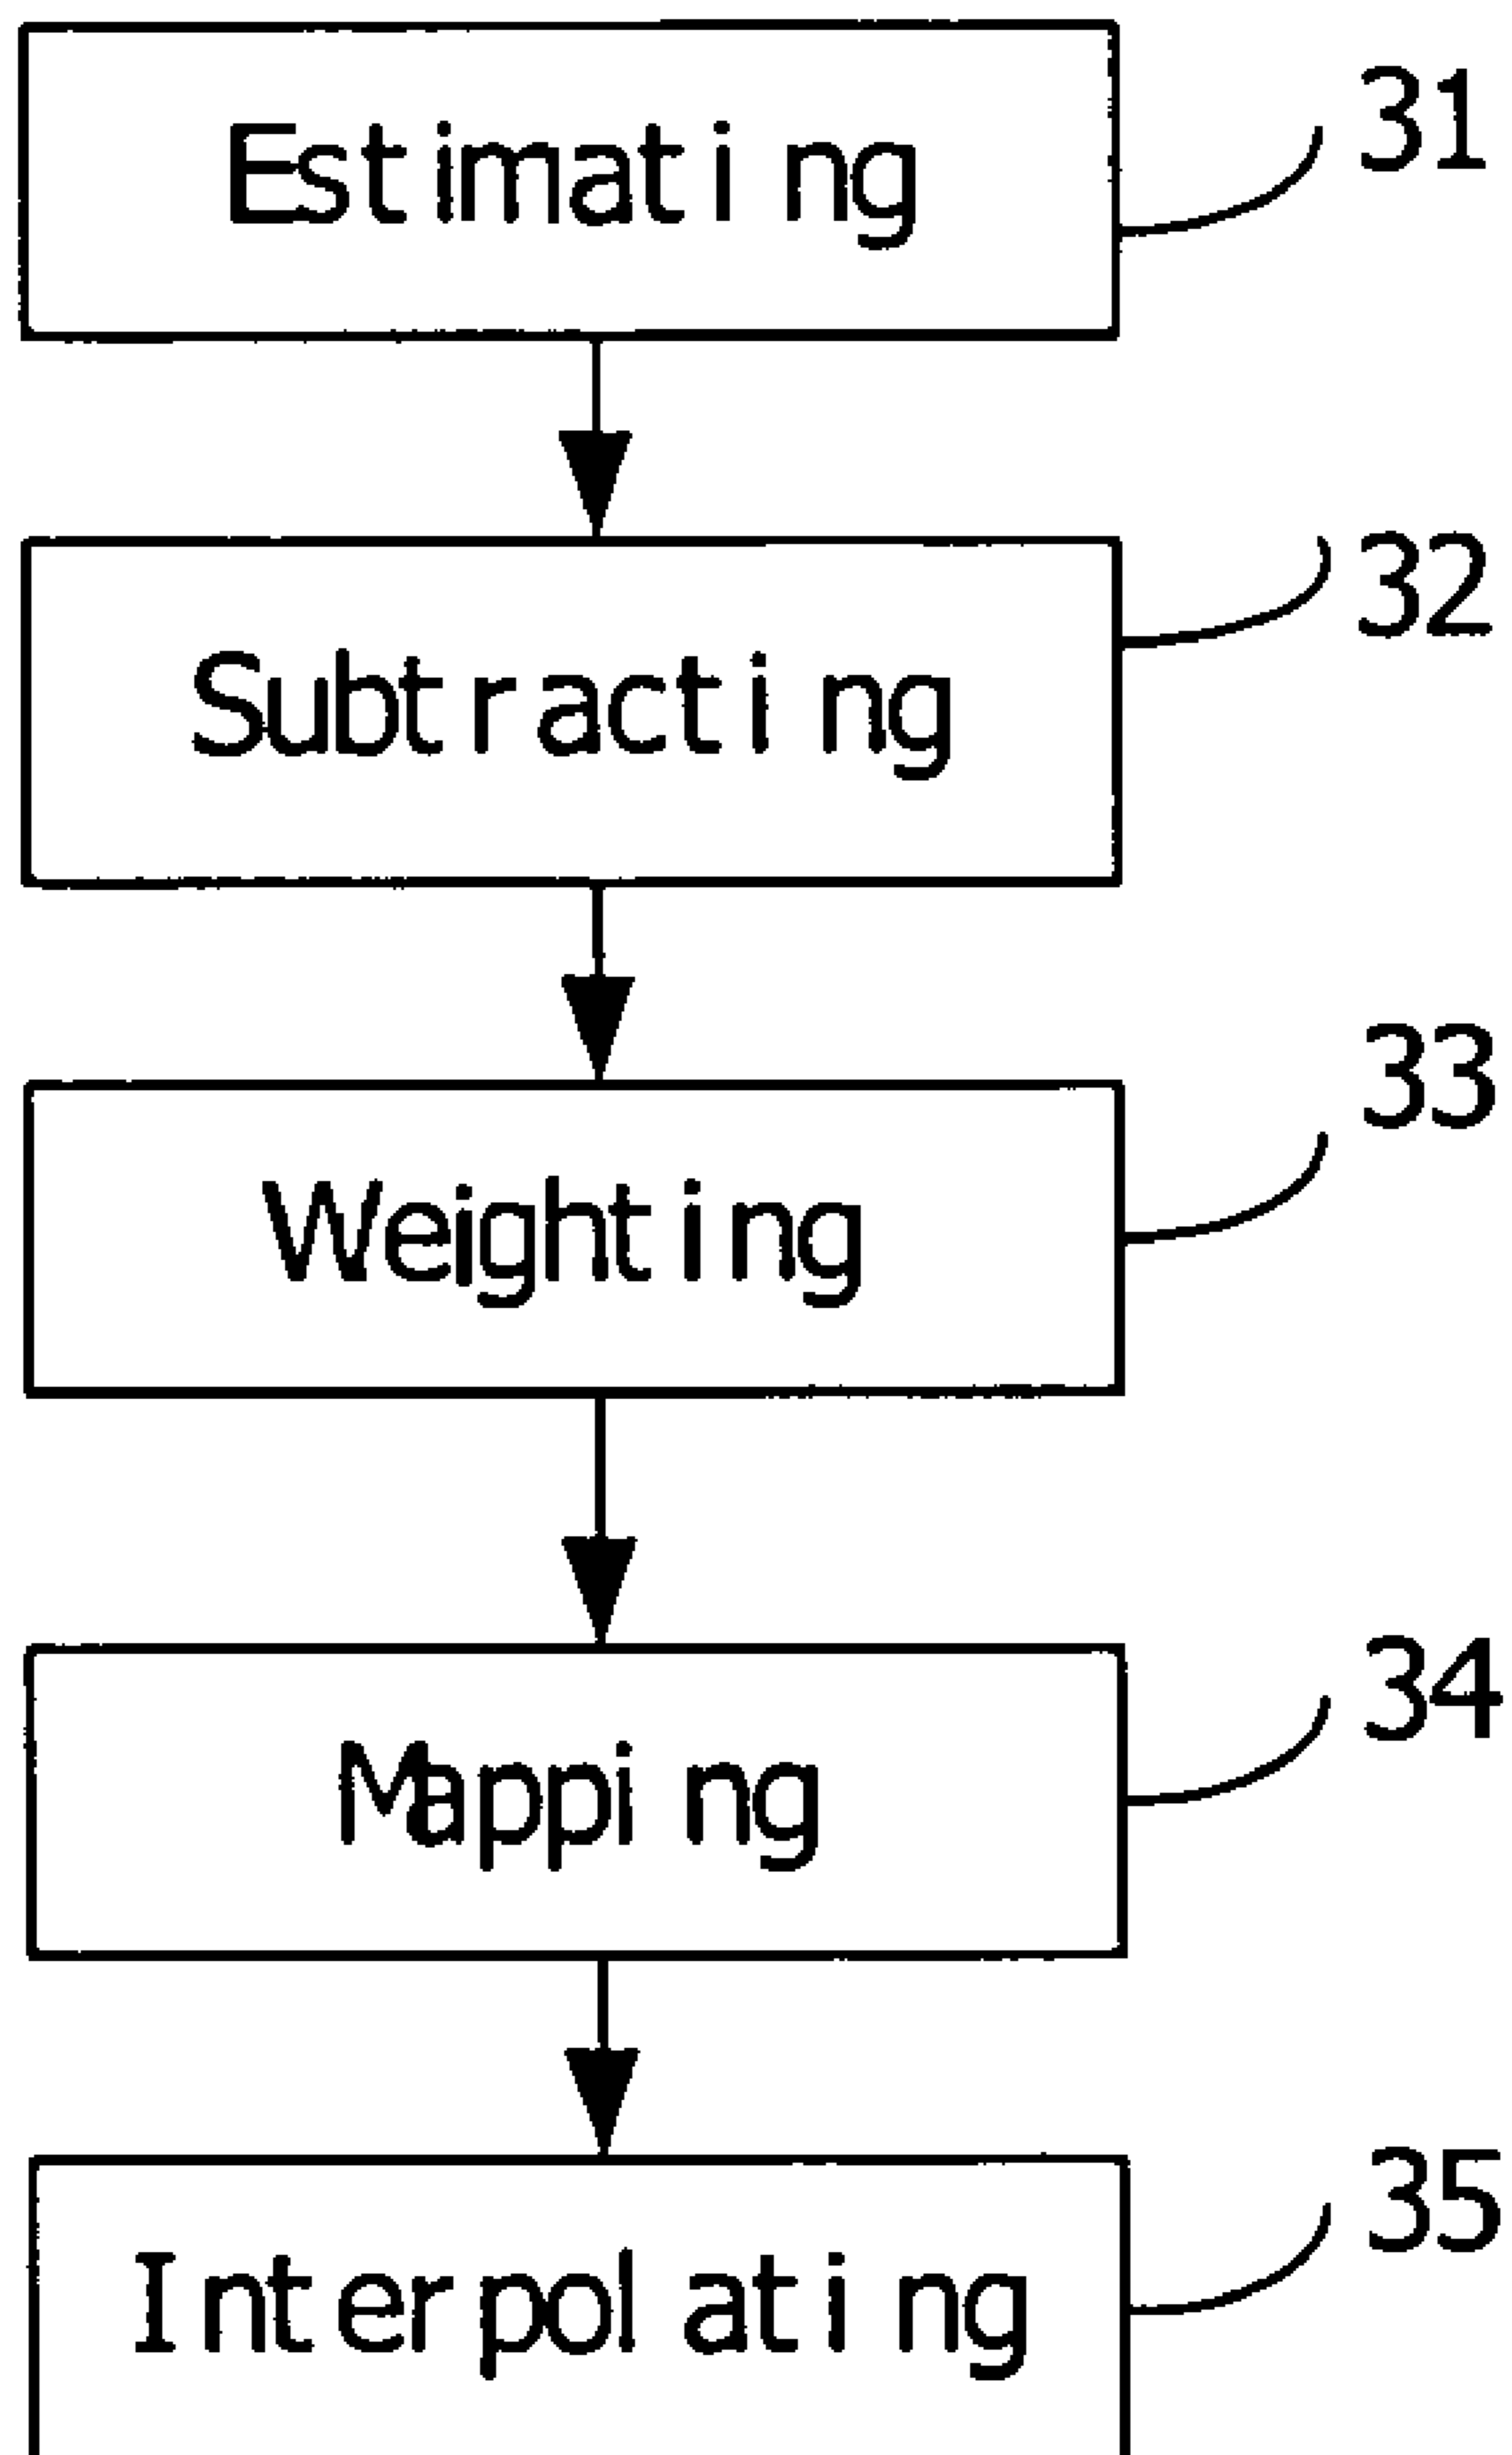 Estimating
31
Subtracting
32
Weighting
33
Mapping
34
Interpolating
35